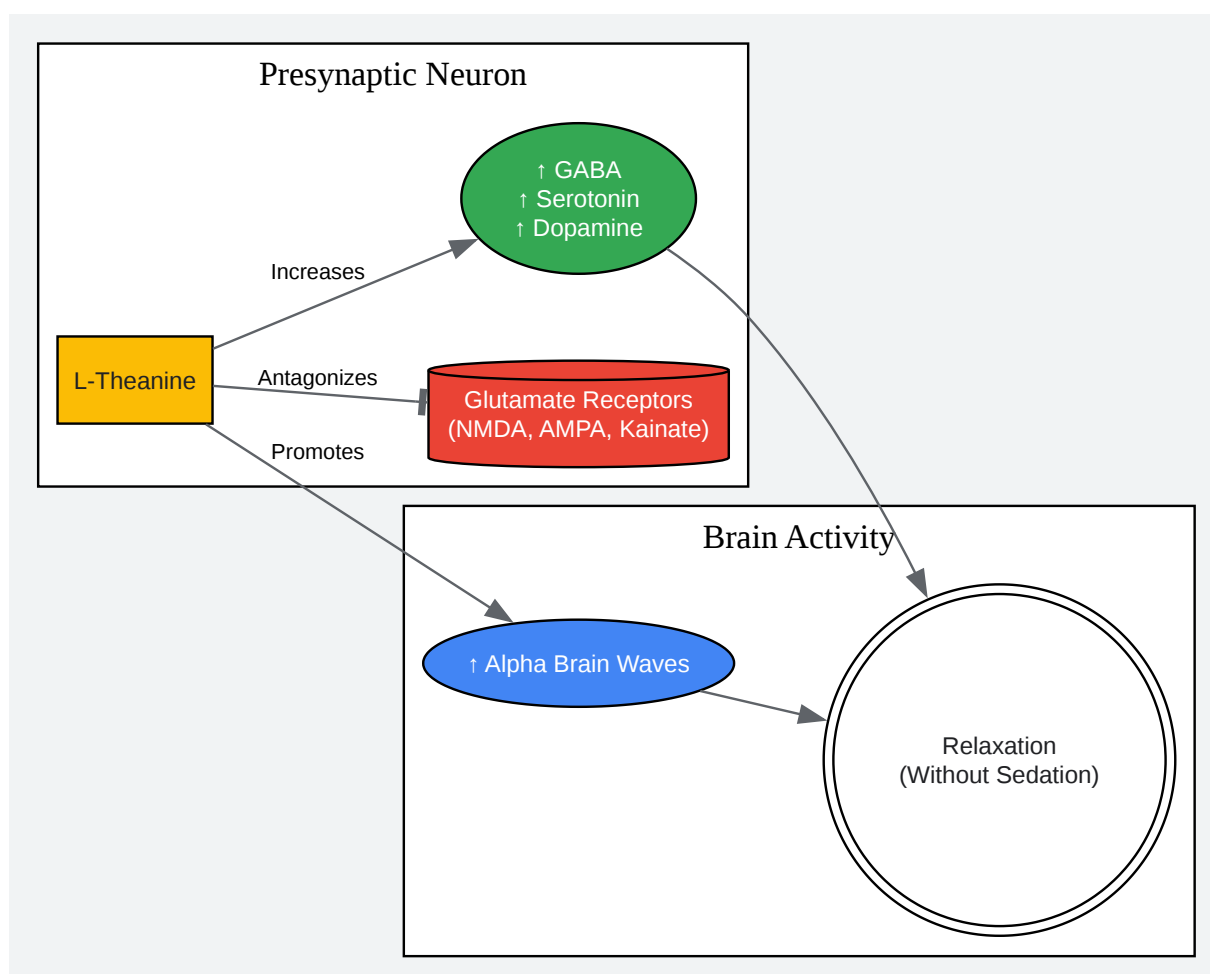 Presynaptic Neuron
↑ GABA
↑ Serotonin
↑ Dopamine
Increases
L-Theanine
Antagonizes
Glutamate Receptors
(NMDA, AMPA, Kainate)
Promotes
Brain Activity
↑ Alpha Brain Waves
Relaxation
(Without Sedation)